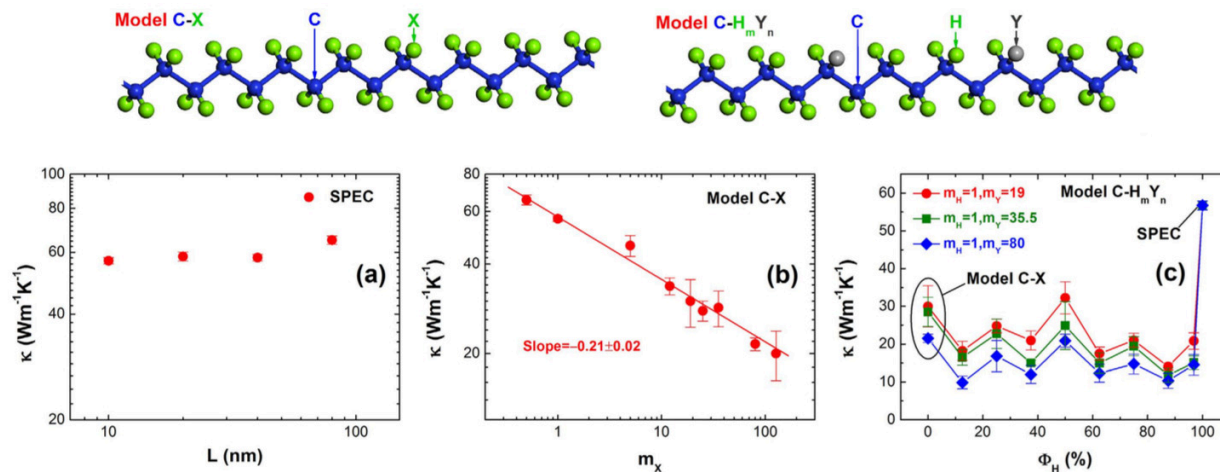 Model C-X
X
C
Model C-HmYn
C
H
Y
100
80
60
40
20
10
100
κ (Wm⁻¹K⁻¹)
L (nm)
SPEC
(a)
80
60
40
20
1
10
100
κ (Wm⁻¹K⁻¹)
mX
Model C-X
(b)
Slope=−0.21±0.02
60
50
40
30
20
10
0
0
20
40
60
80
100
κ (Wm⁻¹K⁻¹)
ΦH (%)
mH=1,mY=19
mH=1,mY=35.5
mH=1,mY=80
Model C-HmYn
SPEC
Model C-X
(c)